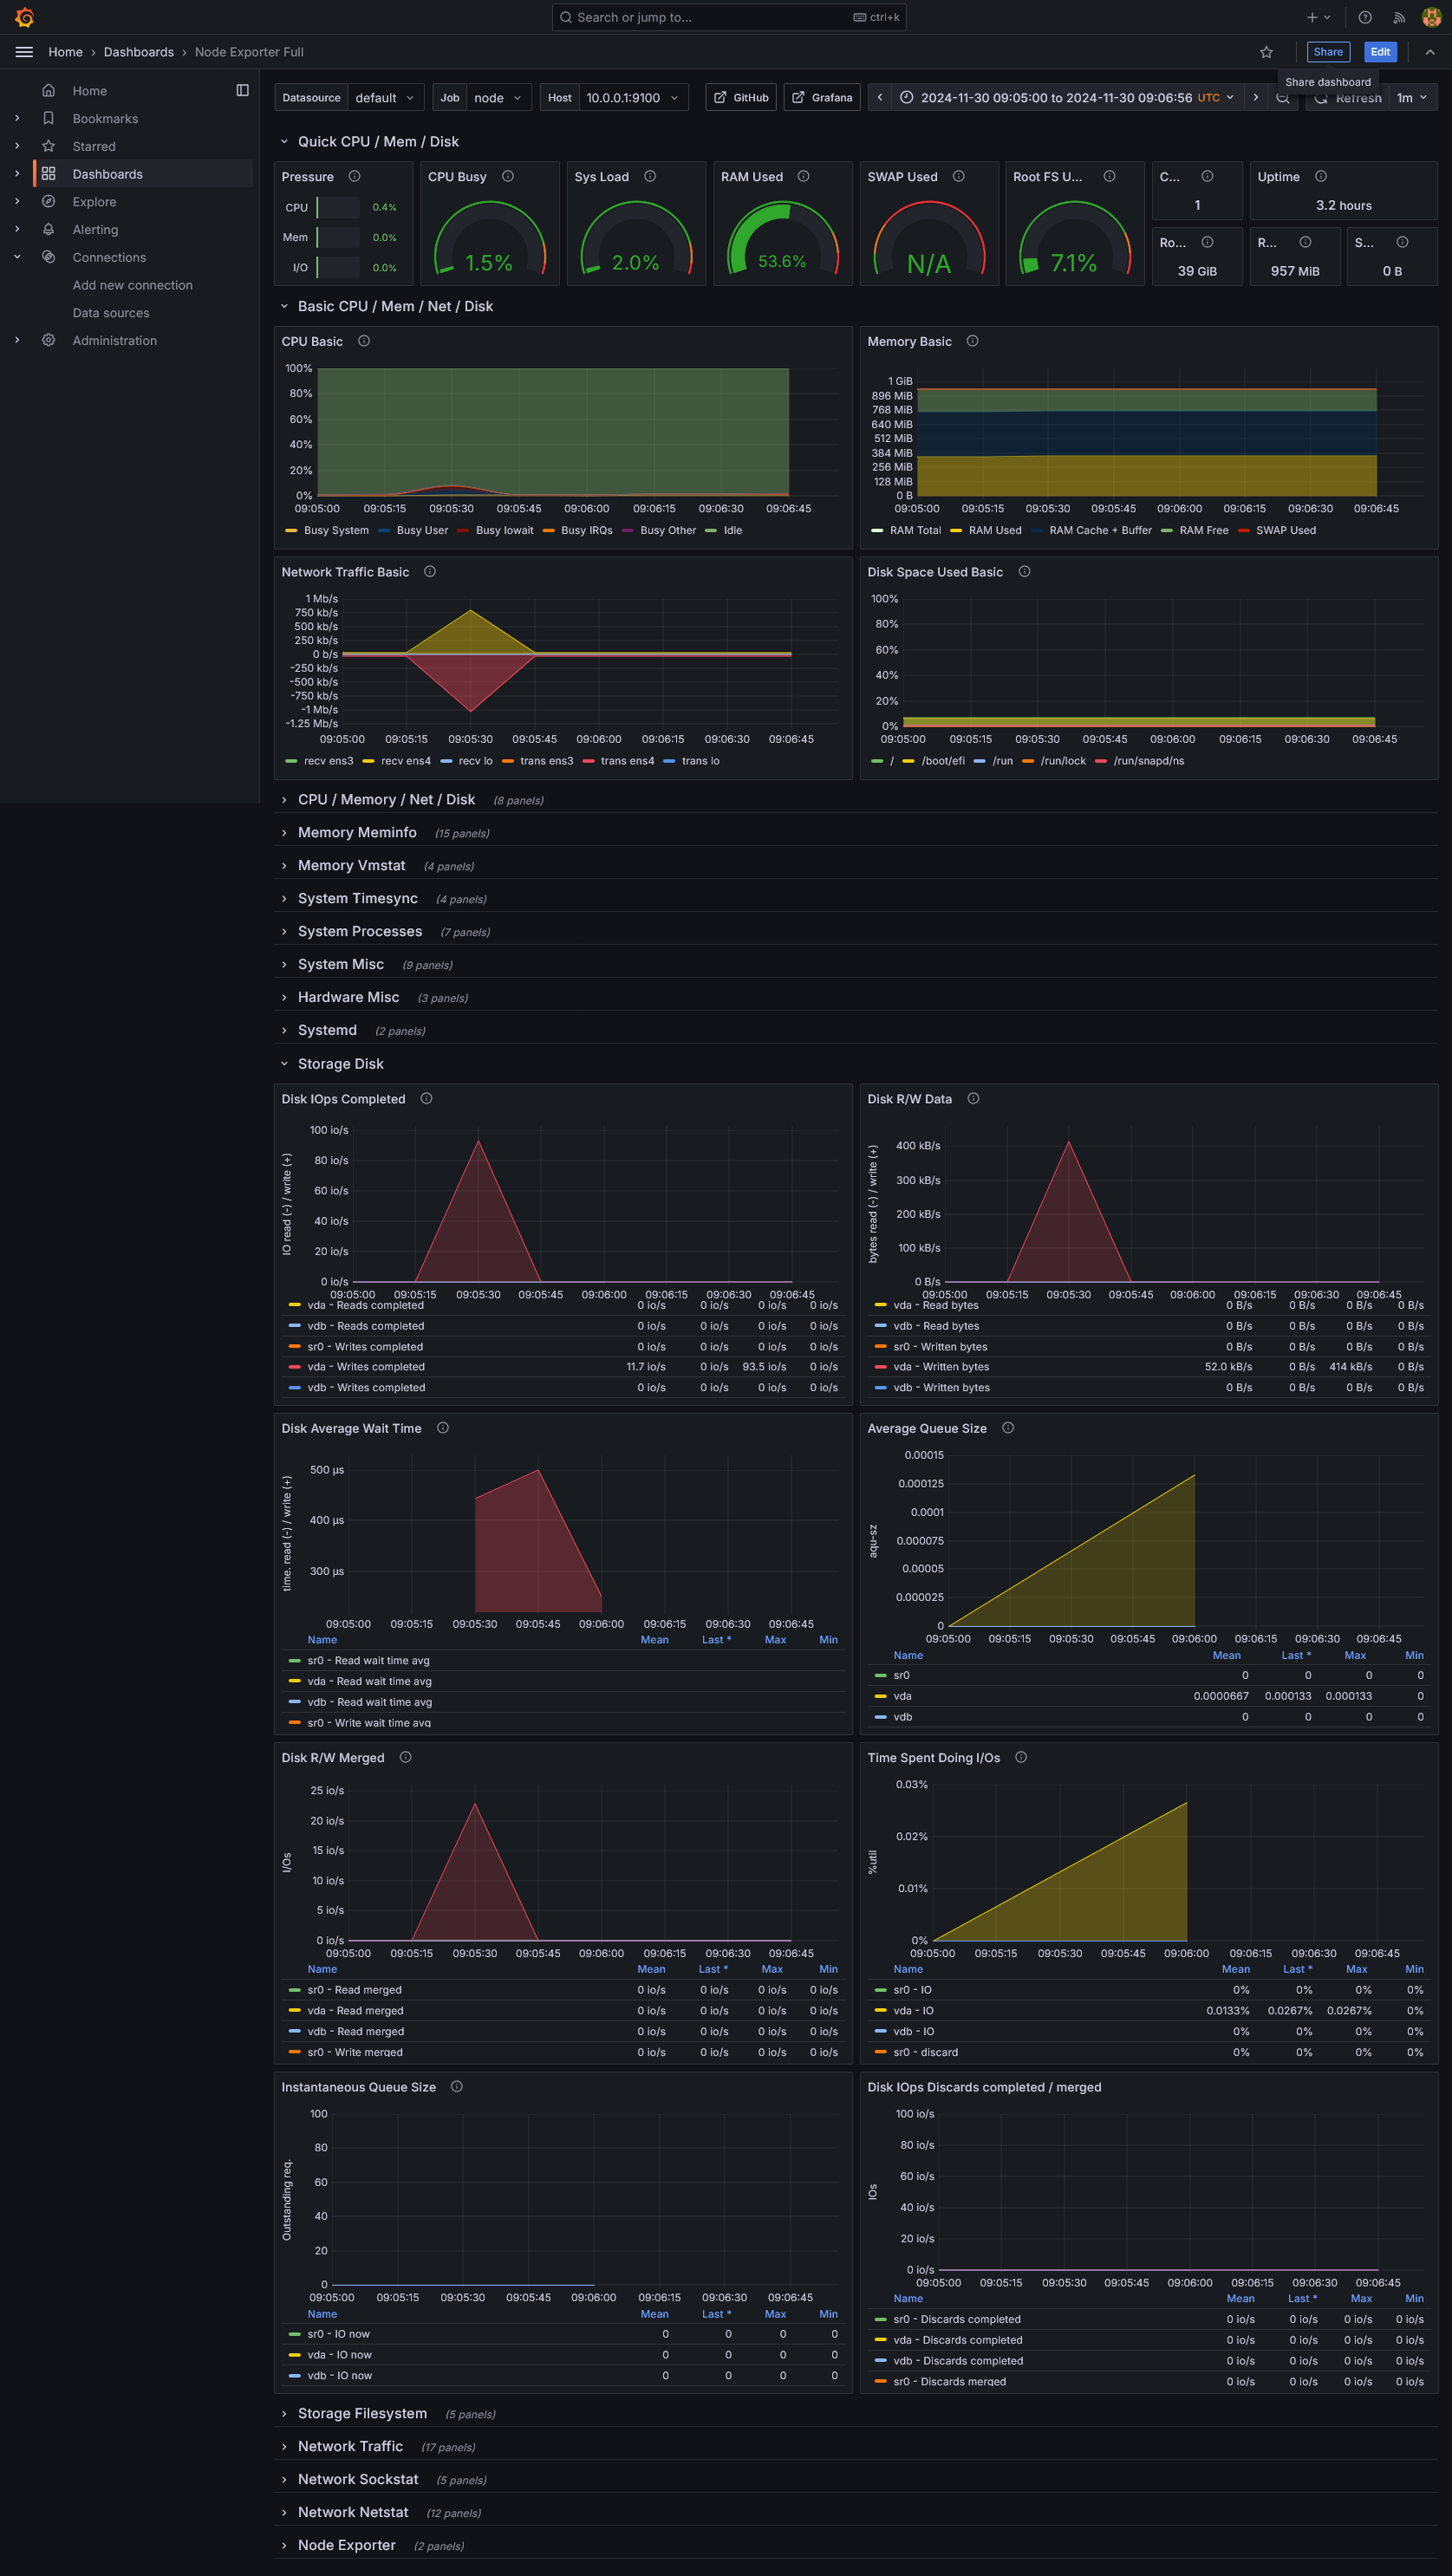 Search or jump to...
ctrl+k
Home › Dashboards › Node Exporter Full
Share
Edit
Share dashboard
Home
Bookmarks
Starred
Dashboards
Explore
Alerting
Connections
Add new connection
Data sources
Administration
Datasource default Job node Host 10.0.0.1:9100 GitHub Grafana 2024-11-30 09:05:00 to 2024-11-30 09:06:56 UTC Refresh 1m
Quick CPU / Mem / Disk
Pressure
CPU 0.4%
Mem 0.0%
I/O 0.0%
CPU Busy
1.5%
Sys Load
2.0%
RAM Used
53.6%
SWAP Used
N/A
Root FS U...
7.1%
C...
1
Uptime
3.2 hours
Ro...
39 GiB
R...
957 MiB
S...
0 B
Basic CPU / Mem / Net / Disk
CPU Basic
100%
80%
60%
40%
20%
0%
09:05:00 09:05:15 09:05:30 09:05:45 09:06:00 09:06:15 09:06:30 09:06:45
Busy System Busy User Busy Iowait Busy IRQs Busy Other Idle
Memory Basic
1 GiB
896 MiB
768 MiB
640 MiB
512 MiB
384 MiB
256 MiB
128 MiB
0 B
09:05:00 09:05:15 09:05:30 09:05:45 09:06:00 09:06:15 09:06:30 09:06:45
RAM Total RAM Used RAM Cache + Buffer RAM Free SWAP Used
Network Traffic Basic
1 Mb/s
750 kb/s
500 kb/s
250 kb/s
0 b/s
-250 kb/s
-500 kb/s
-750 kb/s
-1 Mb/s
-1.25 Mb/s
09:05:00 09:05:15 09:05:30 09:05:45 09:06:00 09:06:15 09:06:30 09:06:45
recv ens3 recv ens4 recv lo trans ens3 trans ens4 trans lo
Disk Space Used Basic
100%
80%
60%
40%
20%
0%
09:05:00 09:05:15 09:05:30 09:05:45 09:06:00 09:06:15 09:06:30 09:06:45
/ /boot/efi /run /run/lock /run/snapd/ns
CPU / Memory / Net / Disk (8 panels)
Memory Meminfo (15 panels)
Memory Vmstat (4 panels)
System Timesync (4 panels)
System Processes (7 panels)
System Misc (9 panels)
Hardware Misc (3 panels)
Systemd (2 panels)
Storage Disk
Disk IOps Completed
IO read (-) / write (+)
100 io/s
80 io/s
60 io/s
40 io/s
20 io/s
0 io/s
09:05:00 09:05:15 09:05:30 09:05:45 09:06:00 09:06:15 09:06:30 09:06:45
vda - Reads completed 0 io/s 0 io/s 0 io/s 0 io/s
vdb - Reads completed 0 io/s 0 io/s 0 io/s 0 io/s
sr0 - Writes completed 0 io/s 0 io/s 0 io/s 0 io/s
vda - Writes completed 11.7 io/s 0 io/s 93.5 io/s 0 io/s
vdb - Writes completed 0 io/s 0 io/s 0 io/s 0 io/s
Disk R/W Data
bytes read (-) / write (+)
400 kB/s
300 kB/s
200 kB/s
100 kB/s
0 B/s
09:05:00 09:05:15 09:05:30 09:05:45 09:06:00 09:06:15 09:06:30 09:06:45
vda - Read bytes 0 B/s 0 B/s 0 B/s 0 B/s
vdb - Read bytes 0 B/s 0 B/s 0 B/s 0 B/s
sr0 - Written bytes 0 B/s 0 B/s 0 B/s 0 B/s
vda - Written bytes 52.0 kB/s 0 B/s 414 kB/s 0 B/s
vdb - Written bytes 0 B/s 0 B/s 0 B/s 0 B/s
Disk Average Wait Time
time. read (-) / write (+)
500 µs
400 µs
300 µs
09:05:00 09:05:15 09:05:30 09:05:45 09:06:00 09:06:15 09:06:30 09:06:45
Name Mean Last * Max Min
sr0 - Read wait time avg
vda - Read wait time avg
vdb - Read wait time avg
sr0 - Write wait time avg
Average Queue Size
aqu-sz
0.00015
0.000125
0.0001
0.000075
0.00005
0.000025
0
09:05:00 09:05:15 09:05:30 09:05:45 09:06:00 09:06:15 09:06:30 09:06:45
Name Mean Last * Max Min
sr0 0 0 0 0
vda 0.0000667 0.000133 0.000133 0
vdb 0 0 0 0
Disk R/W Merged
I/Os
25 io/s
20 io/s
15 io/s
10 io/s
5 io/s
0 io/s
09:05:00 09:05:15 09:05:30 09:05:45 09:06:00 09:06:15 09:06:30 09:06:45
Name Mean Last * Max Min
sr0 - Read merged 0 io/s 0 io/s 0 io/s 0 io/s
vda - Read merged 0 io/s 0 io/s 0 io/s 0 io/s
vdb - Read merged 0 io/s 0 io/s 0 io/s 0 io/s
sr0 - Write merged 0 io/s 0 io/s 0 io/s 0 io/s
Time Spent Doing I/Os
%util
0.03%
0.02%
0.01%
0%
09:05:00 09:05:15 09:05:30 09:05:45 09:06:00 09:06:15 09:06:30 09:06:45
Name Mean Last * Max Min
sr0 - IO 0% 0% 0% 0%
vda - IO 0.0133% 0.0267% 0.0267% 0%
vdb - IO 0% 0% 0% 0%
sr0 - discard 0% 0% 0% 0%
Instantaneous Queue Size
Outstanding req.
100
80
60
40
20
0
09:05:00 09:05:15 09:05:30 09:05:45 09:06:00 09:06:15 09:06:30 09:06:45
Name Mean Last * Max Min
sr0 - IO now 0 0 0 0
vda - IO now 0 0 0 0
vdb - IO now 0 0 0 0
Disk IOps Discards completed / merged
IOs
100 io/s
80 io/s
60 io/s
40 io/s
20 io/s
0 io/s
09:05:00 09:05:15 09:05:30 09:05:45 09:06:00 09:06:15 09:06:30 09:06:45
Name Mean Last * Max Min
sr0 - Discards completed 0 io/s 0 io/s 0 io/s 0 io/s
vda - Discards completed 0 io/s 0 io/s 0 io/s 0 io/s
vdb - Discards completed 0 io/s 0 io/s 0 io/s 0 io/s
sr0 - Discards merged 0 io/s 0 io/s 0 io/s 0 io/s
Storage Filesystem (5 panels)
Network Traffic (17 panels)
Network Sockstat (5 panels)
Network Netstat (12 panels)
Node Exporter (2 panels)